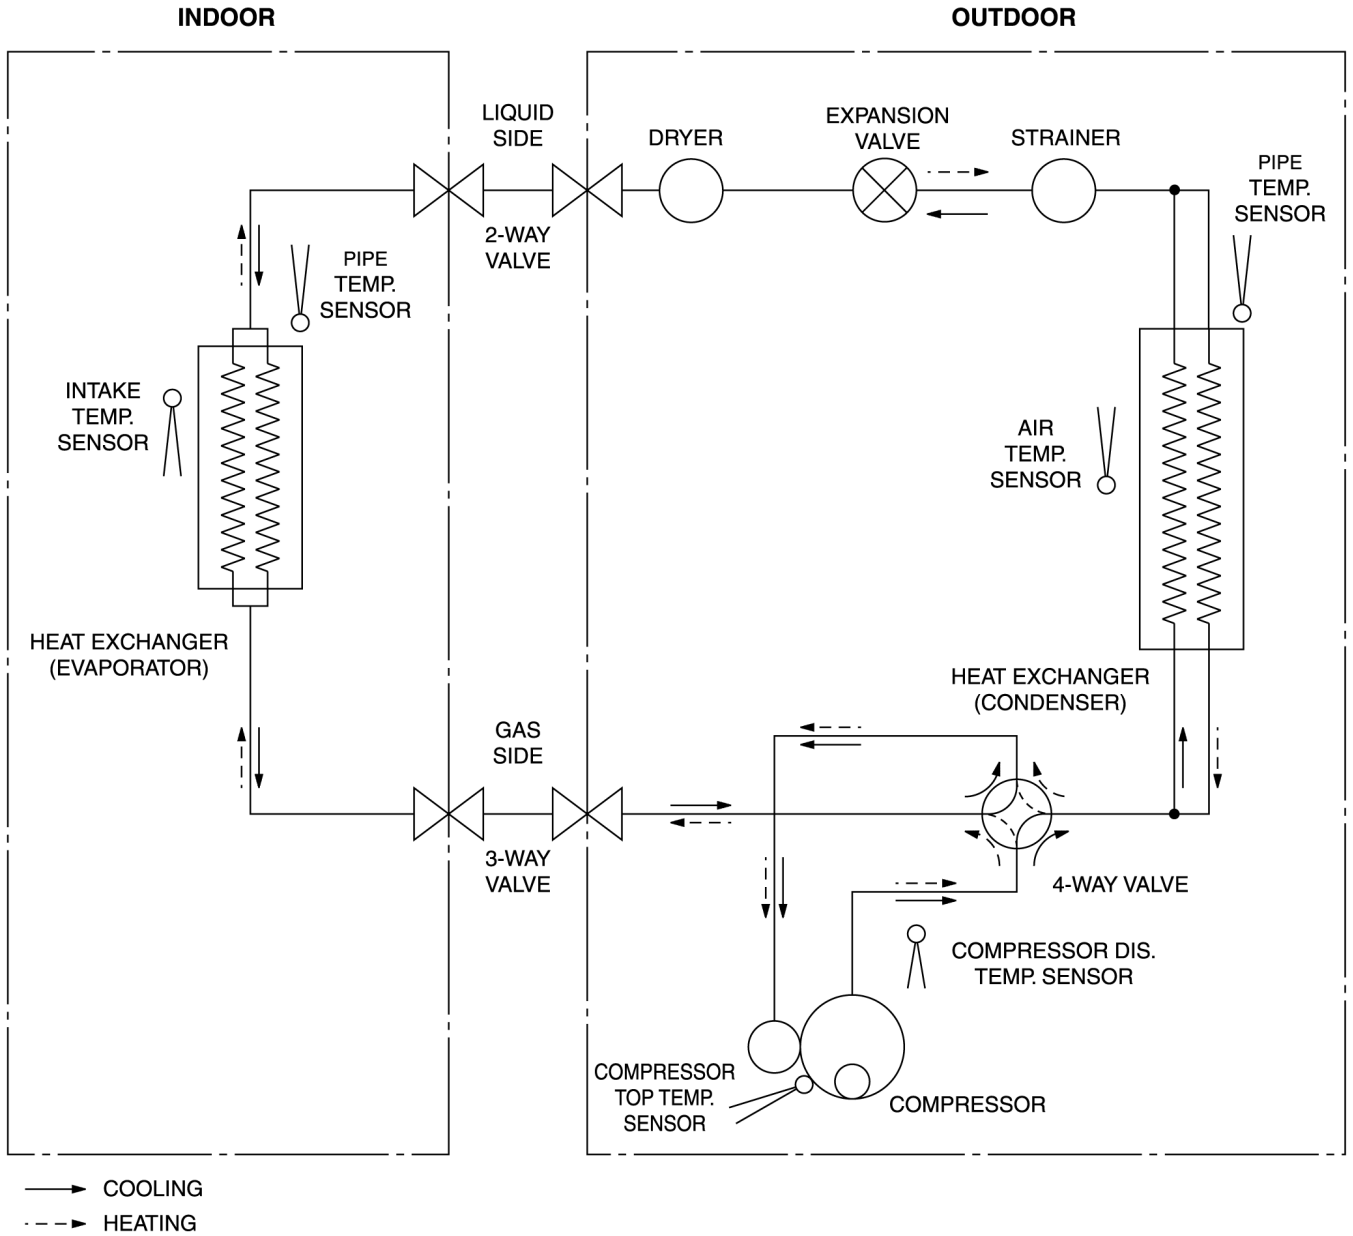 INDOOR
OUTDOOR
LIQUID
SIDE
DRYER
EXPANSION
VALVE
STRAINER
PIPE
TEMP.
SENSOR
2-WAY
VALVE
PIPE
TEMP.
SENSOR
INTAKE
TEMP.
SENSOR
AIR
TEMP.
SENSOR
HEAT EXCHANGER
(EVAPORATOR)
HEAT EXCHANGER
(CONDENSER)
GAS
SIDE
3-WAY
VALVE
4-WAY VALVE
COMPRESSOR DIS.
TEMP. SENSOR
COMPRESSOR
TOP TEMP.
SENSOR
COMPRESSOR
COOLING
HEATING